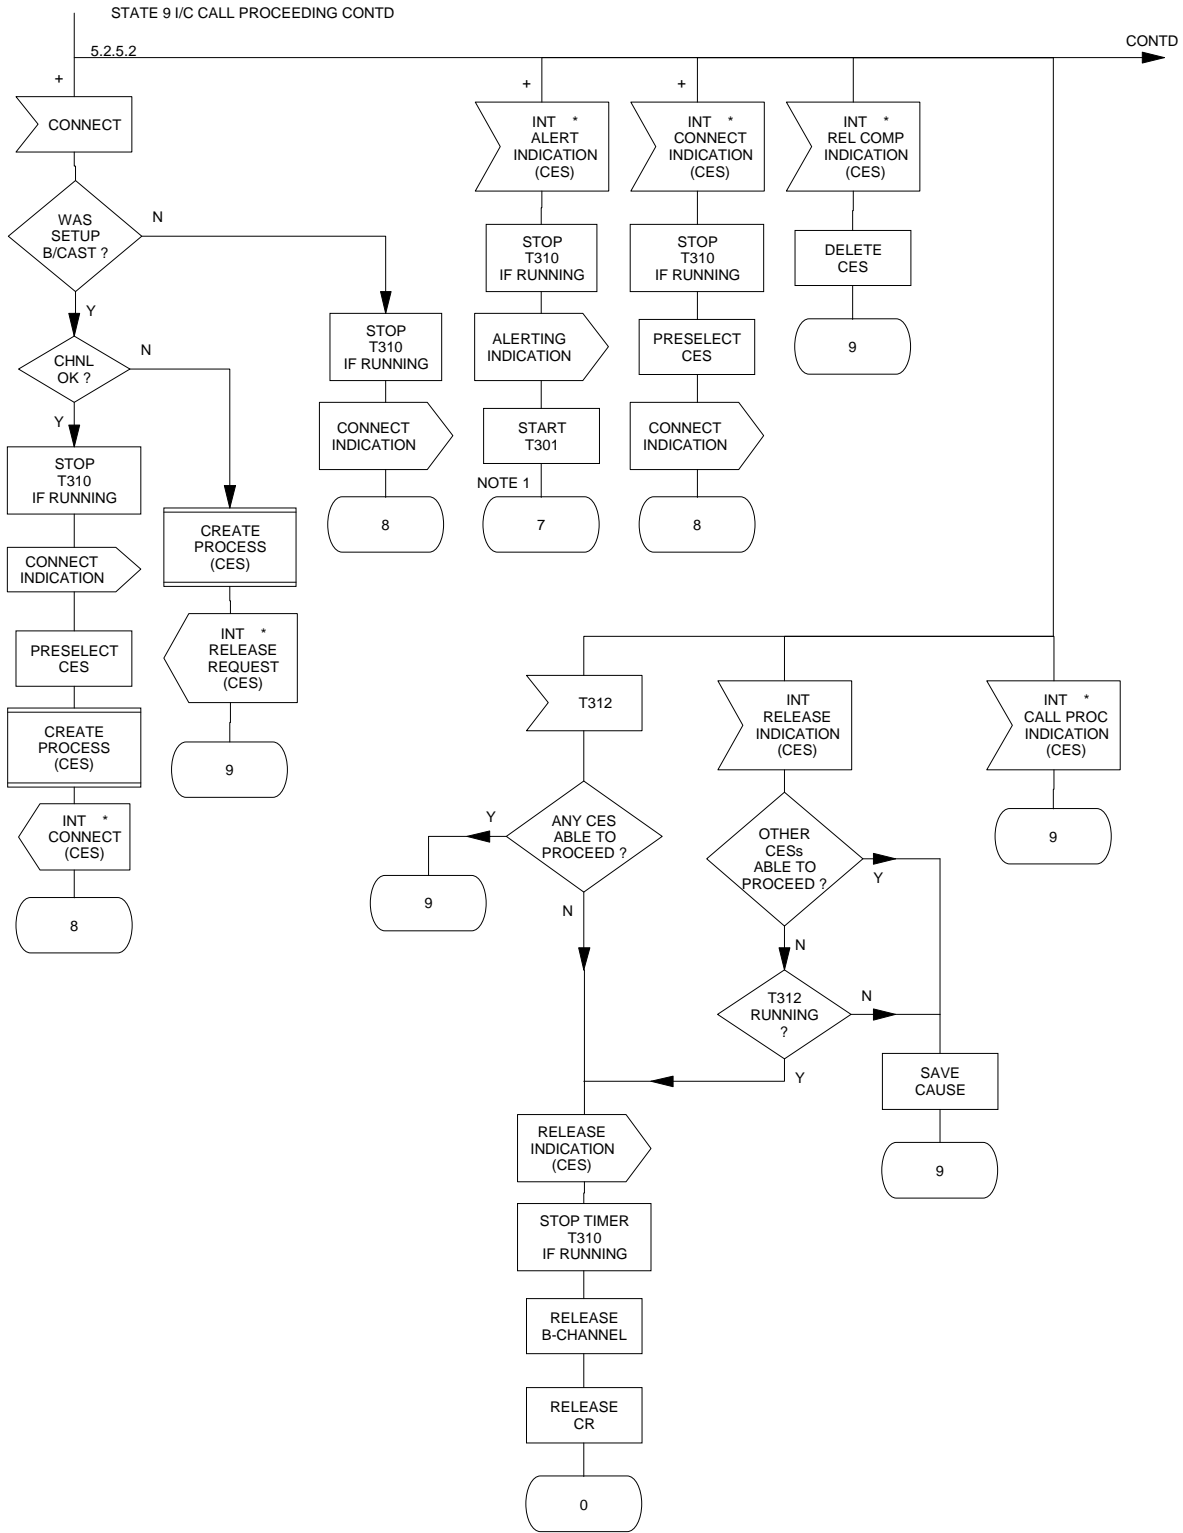 STATE 9 I/C CALL PROCEEDING CONTD
CONTD
5.2.5.2
+
CONNECT
WAS
SETUP
B/CAST ?
N
Y
CHNL
OK ?
N
Y
STOP
T310
IF RUNNING
CONNECT
INDICATION
PRESELECT
CES
CREATE
PROCESS
(CES)
INT *
CONNECT
(CES)
8
CREATE
PROCESS
(CES)
INT *
RELEASE
REQUEST
(CES)
9
STOP
T310
IF RUNNING
CONNECT
INDICATION
8
+
INT *
ALERT
INDICATION
(CES)
STOP
T310
IF RUNNING
ALERTING
INDICATION
START
T301
NOTE 1
7
+
INT *
CONNECT
INDICATION
(CES)
STOP
T310
IF RUNNING
PRESELECT
CES
CONNECT
INDICATION
8
INT *
REL COMP
INDICATION
(CES)
DELETE
CES
9
T312
ANY CES
ABLE TO
PROCEED ?
Y
9
N
INT
RELEASE
INDICATION
(CES)
OTHER
CESs
ABLE TO
PROCEED ?
Y
N
T312
RUNNING
?
N
Y
SAVE
CAUSE
9
INT *
CALL PROC
INDICATION
(CES)
9
RELEASE
INDICATION
(CES)
STOP TIMER
T310
IF RUNNING
RELEASE
B-CHANNEL
RELEASE
CR
0